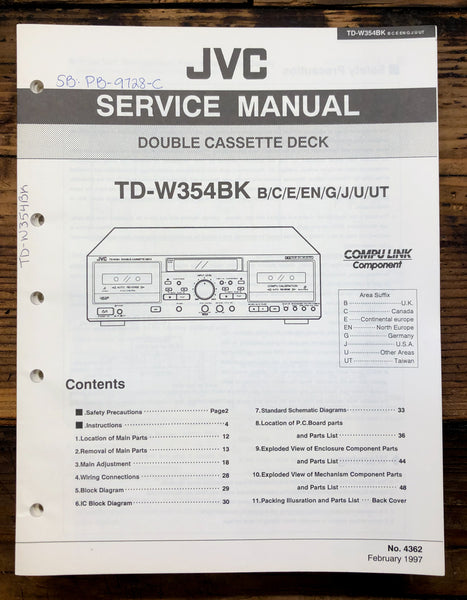 TD-W354BK B/C/E/EN/G/J/U/UT
JVC
SB. PB-9728-C
SERVICE MANUAL
DOUBLE CASSETTE DECK
TD-W354BK
TD-W354BK B/C/E/EN/G/J/U/UT
JVC
COMPU LINK
Component
Area Suffix
B ---- U.K.
C ---- Canada
E ---- Continental europe
EN ---- North Europe
G ---- Germany
J ---- U.S.A.
U ---- Other Areas
UT ---- Taiwan
Contents
■ .Safety Precautions ---- Page2
■ .Instructions ---- 4
1.Location of Main Parts ---- 12
2.Removal of Main Parts ---- 13
3.Main Adjustment ---- 18
4.Wiring Connections ---- 28
5.Block Diagram ---- 29
6.IC Block Diagram ---- 30
7.Standard Schematic Diagrams ---- 33
8.Location of P.C.Board parts
and Parts List ---- 36
9.Exploded View of Enclosure Component Parts
and Parts List ---- 44
10.Exploded View of Mechanism Component Parts
and Parts List ---- 48
11.Packing Illusration and Parts List ---- Back Cover
No. 4362
February 1997